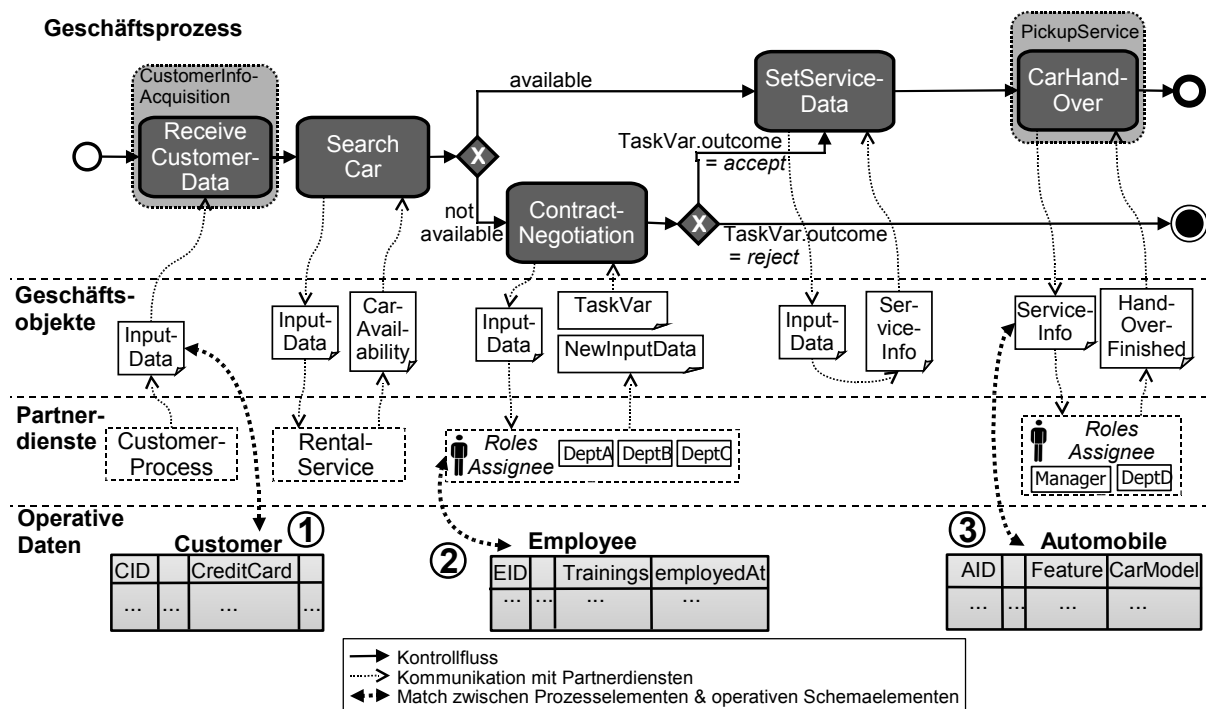 Geschäftsprozess
CustomerInfo-
Acquisition
Receive
Customer-
Data
Search
Car
X
available
not
available
Contract-
Negotiation
X
TaskVar.outcome
= accept
TaskVar.outcome
= reject
SetService-
Data
PickupService
CarHand-
Over
Geschäfts-
objekte
Input-
Data
Input-
Data
Car-
Avail-
ability
Input-
Data
TaskVar
NewInputData
Input-
Data
Ser-
vice-
Info
Service-
Info
Hand-
Over-
Finished
Partner-
dienste
Customer-
Process
Rental-
Service
Roles
Assignee
DeptA
DeptB
DeptC
Roles
Assignee
Manager
DeptD
Operative
Daten
1
Customer
CID CreditCard
... ... ... ...
2
Employee
EID Trainings employedAt
... ... ... ...
3
Automobile
AID Feature CarModel
... ... ... ...
Kontrollfluss
Kommunikation mit Partnerdiensten
Match zwischen Prozesselementen & operativen Schemaelementen